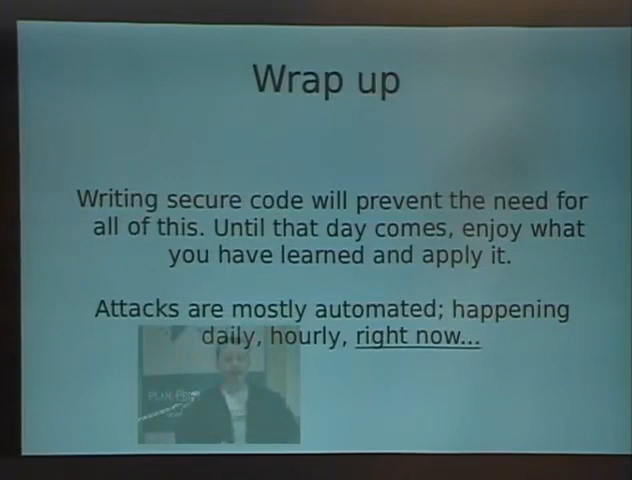 Wrap up
Writing secure code will prevent the need for
all of this. Until that day comes, enjoy what
you have learned and apply it.
Attacks are mostly automated; happening
daily, hourly, right now...